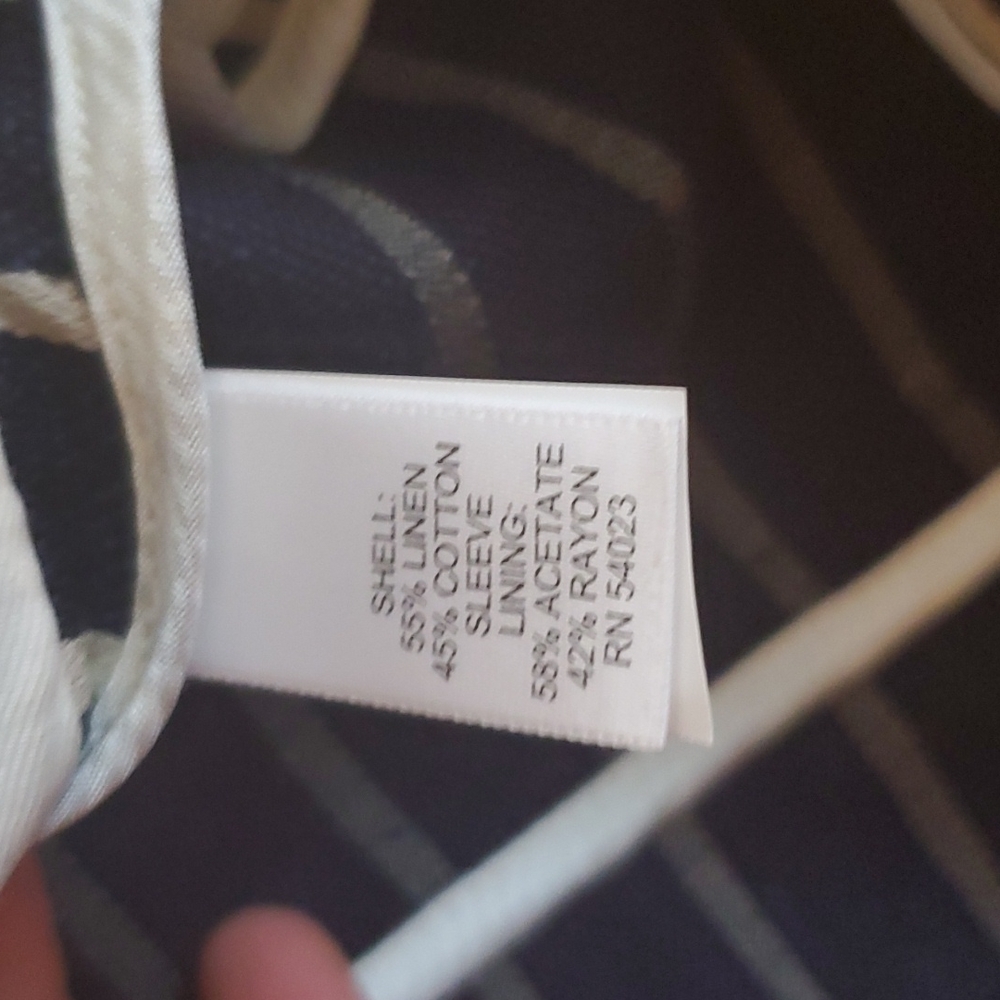 SHELL:
55% LINEN
45% COTTON
SLEEVE
LINING:
58% ACETATE
42% RAYON
RN 54023